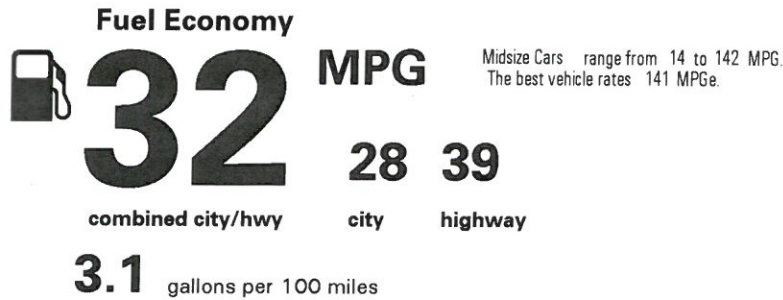 Fuel Economy
32 MPG
Midsize Cars range from 14 to 142 MPG.
The best vehicle rates 141 MPGe.
28 39
combined city/hwy city highway
3.1 gallons per 100 miles